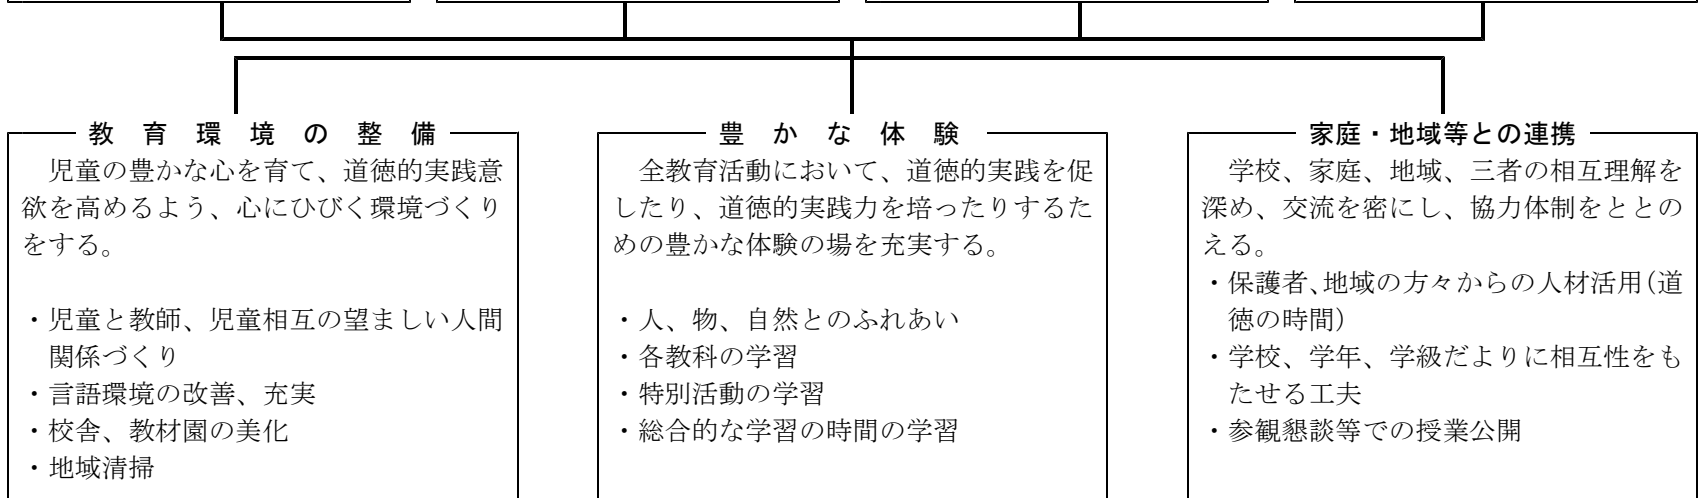 教育環境の整備
児童の豊かな心を育て、道徳的実践意
欲を高めるよう、心にひびく環境づくり
をする。
・児童と教師、児童相互の望ましい人間
関係づくり
・言語環境の改善、充実
・校舎、教材園の美化
・地域清掃
豊かな体験
全教育活動において、道徳的実践を促
したり、道徳的実践力を培ったりするた
めの豊かな体験の場を充実する。
・人、物、自然とのふれあい
・各教科の学習
・特別活動の学習
・総合的な学習の時間の学習
家庭・地域等との連携
学校、家庭、地域、三者の相互理解を
深め、交流を密にし、協力体制をととの
える。
・保護者、地域の方々からの人材活用(道
徳の時間)
・学校、学年、学級だよりに相互性をも
たせる工夫
・参観懇談等での授業公開